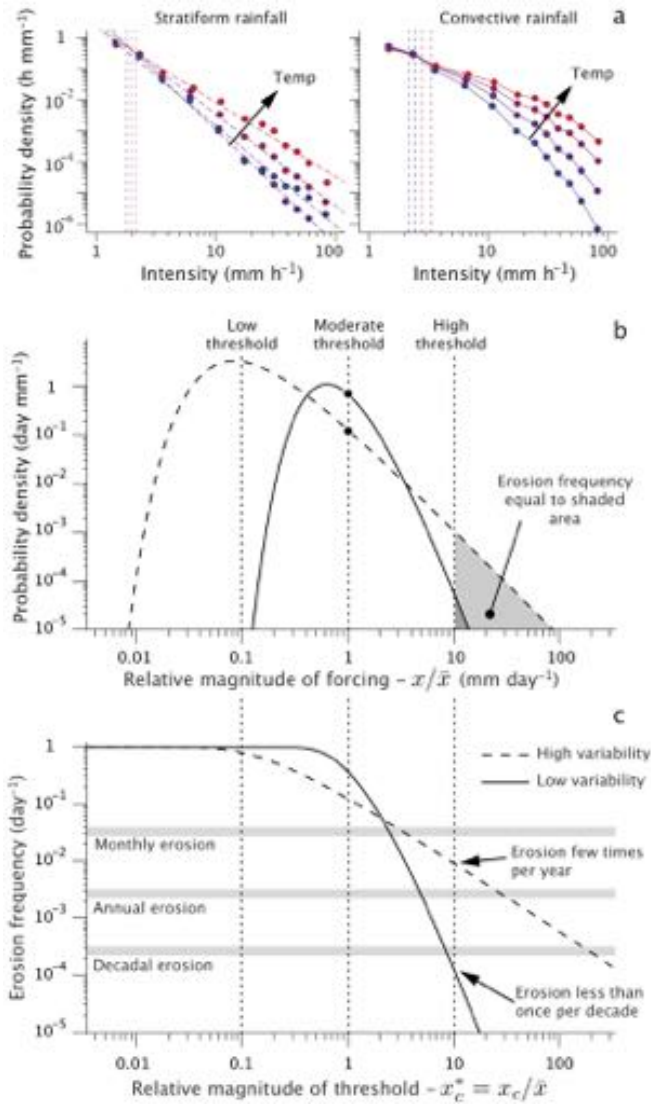 Stratiform rainfall
Convective rainfall
a
Probability density (h mm⁻¹)
1
10⁻²
10⁻⁴
10⁻⁶
Temp
Temp
1
10
100
1
10
100
Intensity (mm h⁻¹)
Intensity (mm h⁻¹)
b
Low
threshold
Moderate
threshold
High
threshold
Probability density (day mm⁻¹)
1
10⁻¹
10⁻²
10⁻³
10⁻⁴
10⁻⁵
Erosion frequency
equal to shaded
area
0.01
0.1
1
10
100
Relative magnitude of forcing – x/x̄ (mm day⁻¹)
c
Erosion frequency (day⁻¹)
1
10⁻¹
10⁻²
10⁻³
10⁻⁴
10⁻⁵
High variability
Low variability
Monthly erosion
Erosion few times
per year
Annual erosion
Decadal erosion
Erosion less than
once per decade
0.01
0.1
1
10
100
Relative magnitude of threshold – x*c = xc/x̄